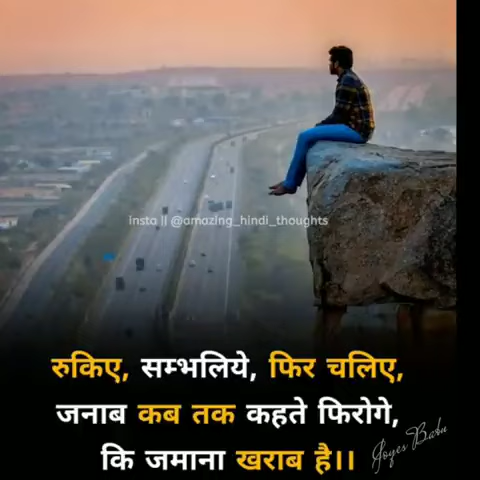 insta || @amazing_hindi_thoughts
रुकिए, सम्भलिये, फिर चलिए,
जनाब कब तक कहते फिरोगे,
कि जमाना खराब है।।
Joyes Babu